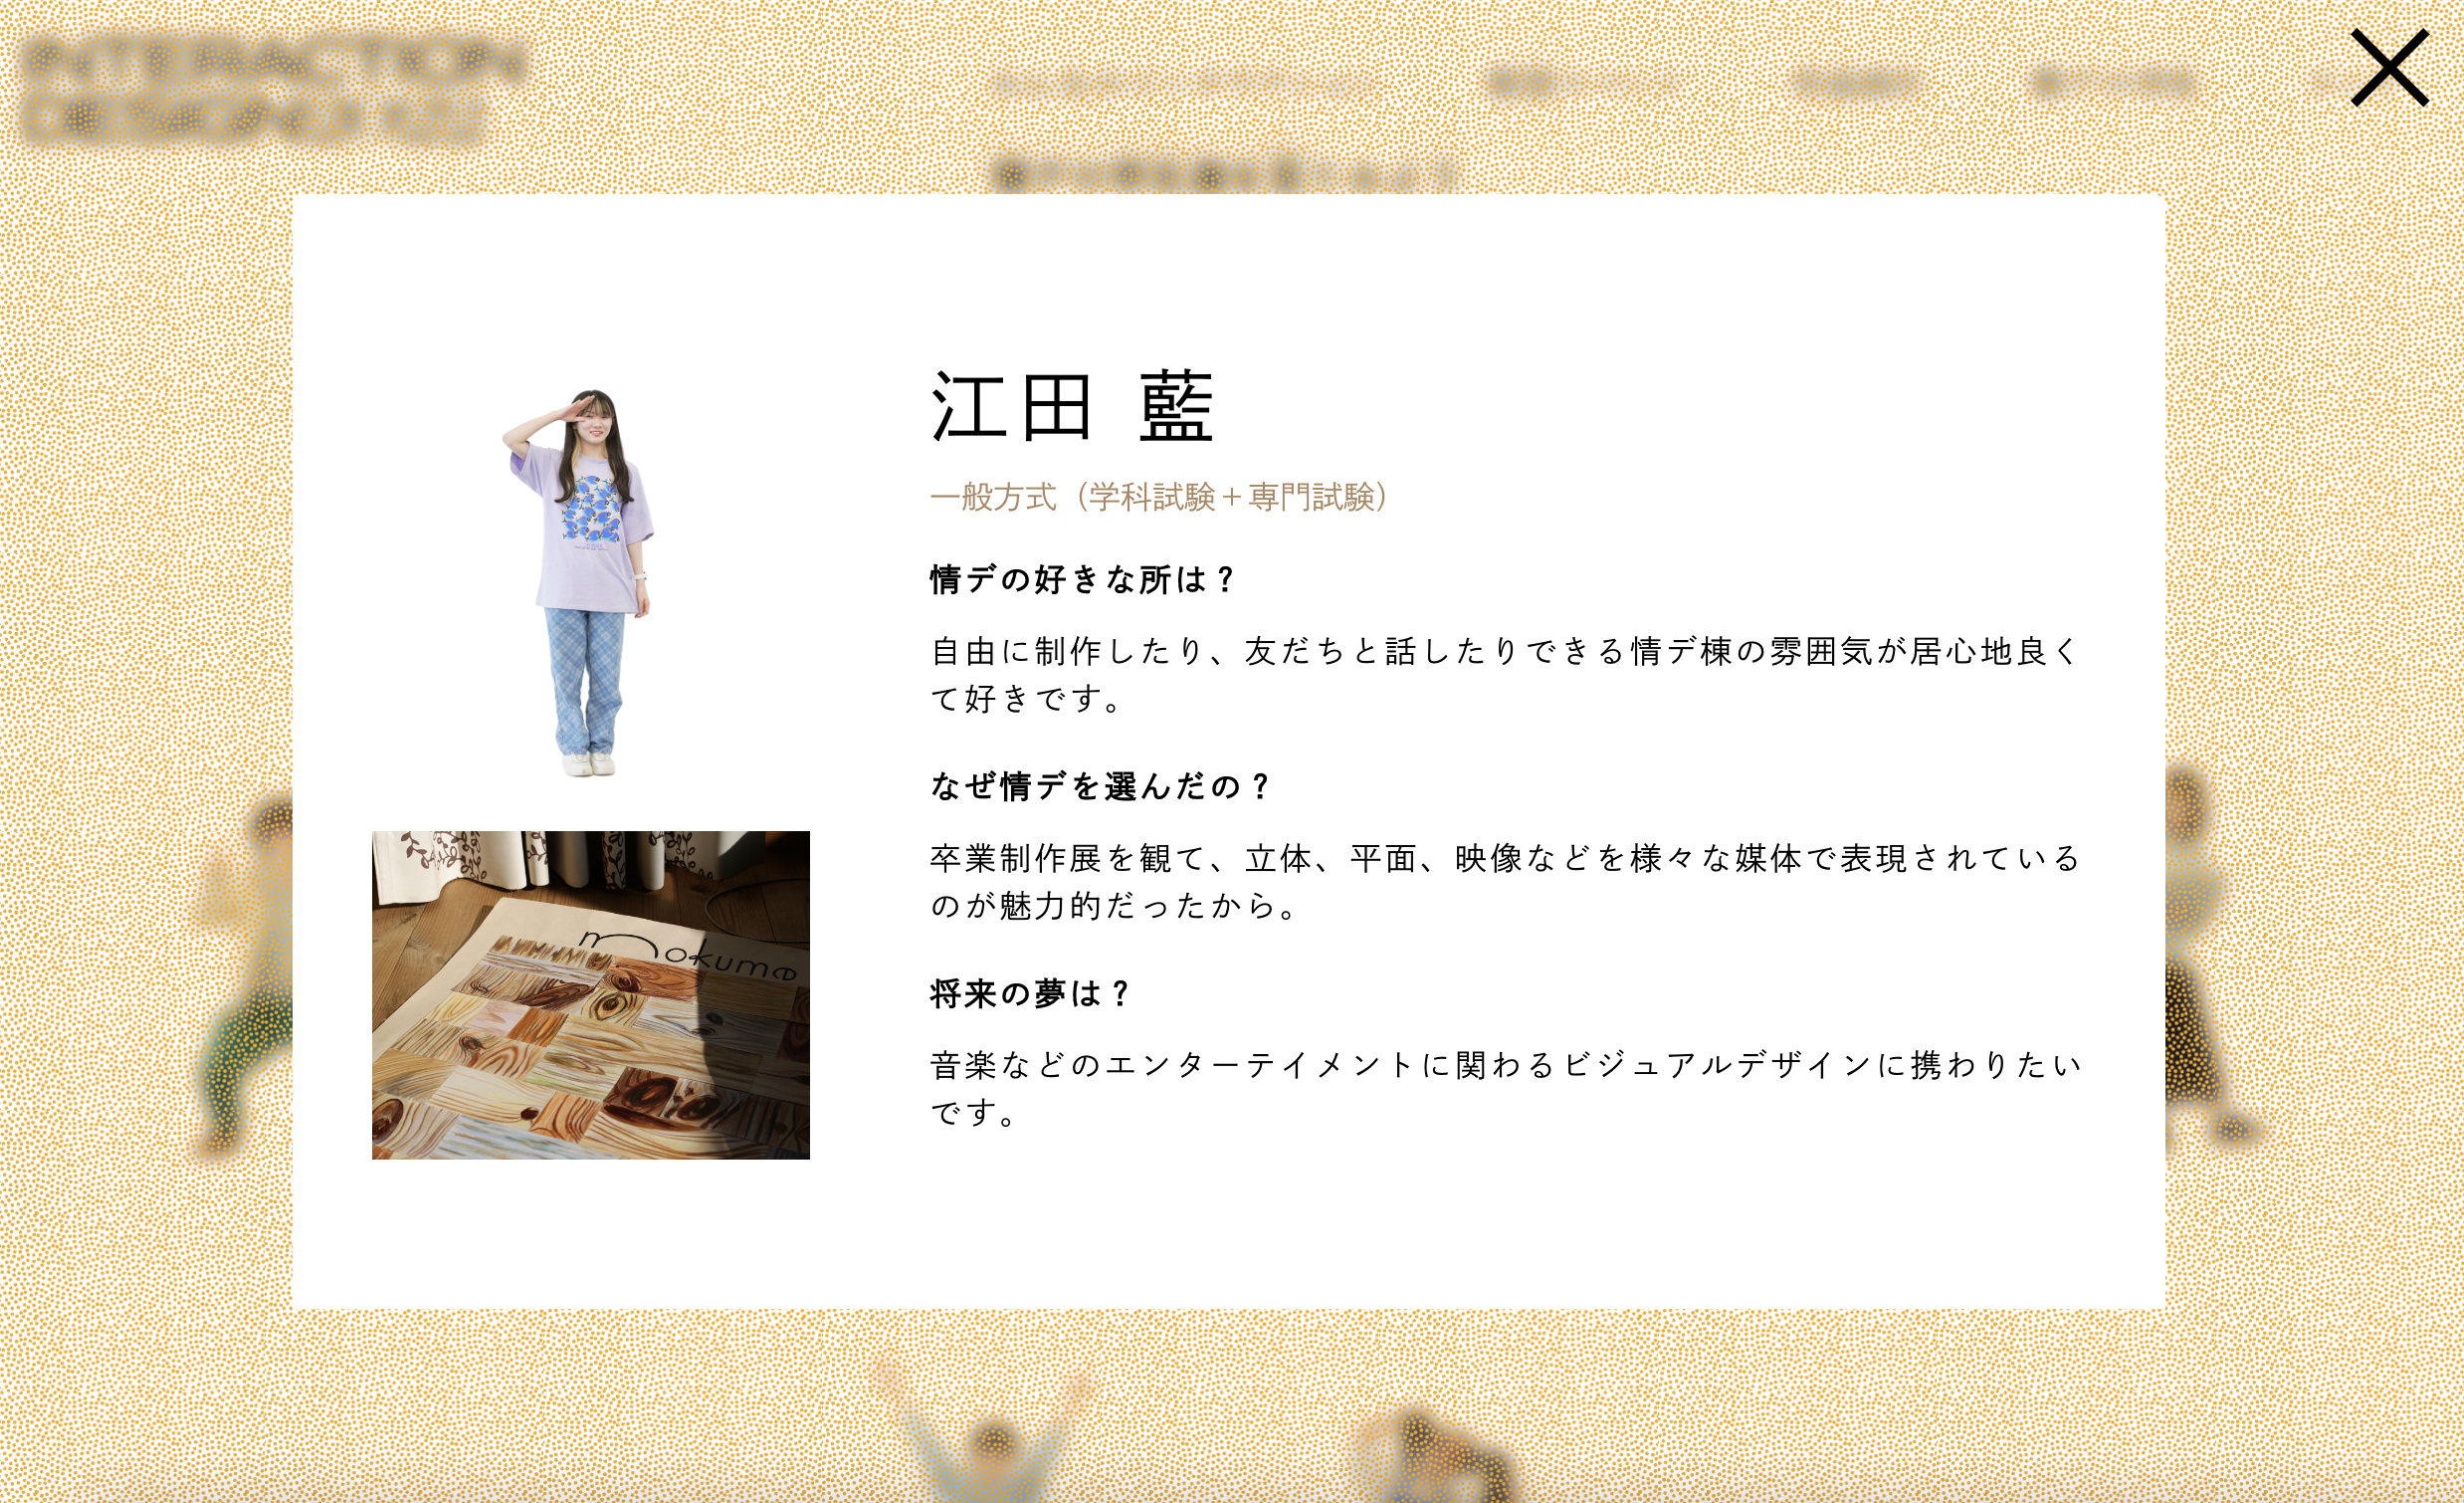 INTERACTION
江田 藍
一般方式（学科試験＋専門試験）
情デの好きな所は？
自由に制作したり、友だちと話したりできる情デ棟の雰囲気が居心地良く
て好きです。
なぜ情デを選んだの？
卒業制作展を観て、立体、平面、映像などを様々な媒体で表現されている
のが魅力的だったから。
将来の夢は？
音楽などのエンターテイメントに関わるビジュアルデザインに携わりたい
です。
mokume